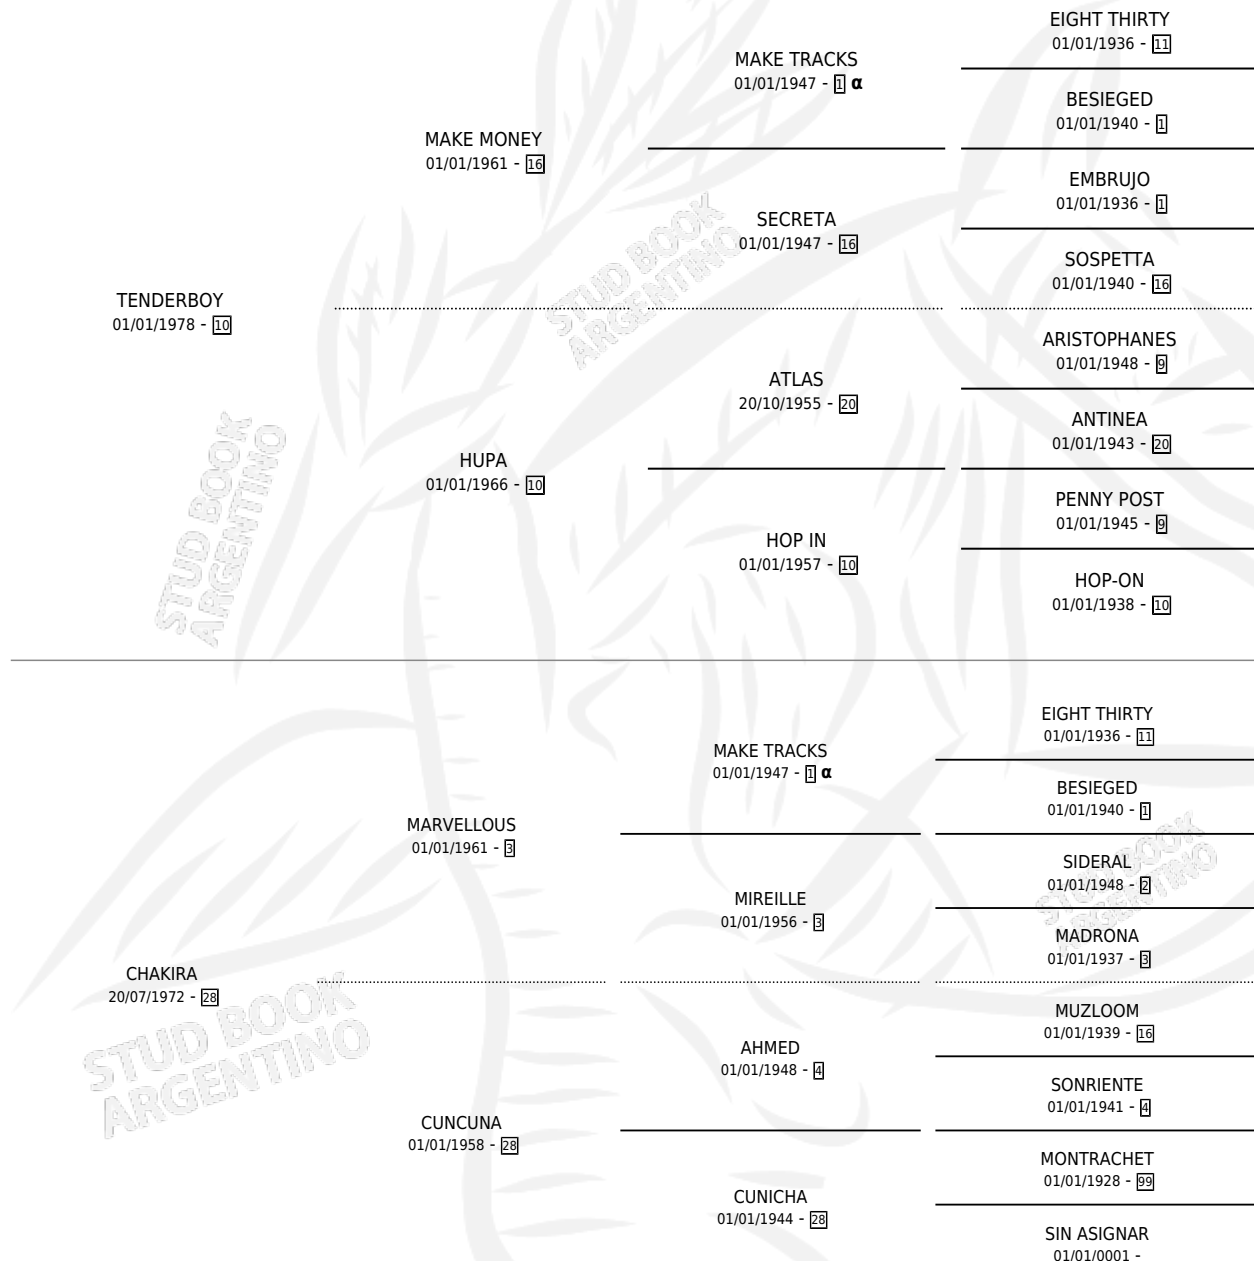 EIGHT THIRTY
01/01/1936 - 11
MAKE TRACKS
01/01/1947 - 1 α
BESIEGED
01/01/1940 - 1
MAKE MONEY
01/01/1961 - 16
EMBRUJO
01/01/1936 - 1
SECRETA
01/01/1947 - 16
SOSPETTA
01/01/1940 - 16
TENDERBOY
01/01/1978 - 10
ARISTOPHANES
01/01/1948 - 9
ATLAS
20/10/1955 - 20
ANTINEA
01/01/1943 - 20
HUPA
01/01/1966 - 10
PENNY POST
01/01/1945 - 9
HOP IN
01/01/1957 - 10
HOP-ON
01/01/1938 - 10
STUD BOOK
ARGENTINO
STUD BOOK
ARGENTINO
EIGHT THIRTY
01/01/1936 - 11
MAKE TRACKS
01/01/1947 - 1 α
BESIEGED
01/01/1940 - 1
MARVELLOUS
01/01/1961 - 3
SIDERAL
01/01/1948 - 2
MIREILLE
01/01/1956 - 3
MADRONA
01/01/1937 - 3
CHAKIRA
20/07/1972 - 28
MUZLOOM
01/01/1939 - 16
AHMED
01/01/1948 - 4
SONRIENTE
01/01/1941 - 4
CUNCUNA
01/01/1958 - 28
MONTRACHET
01/01/1928 - 99
CUNICHA
01/01/1944 - 28
SIN ASIGNAR
01/01/0001 -
STUD BOOK
ARGENTINO
STUD BOOK
ARGENTINO